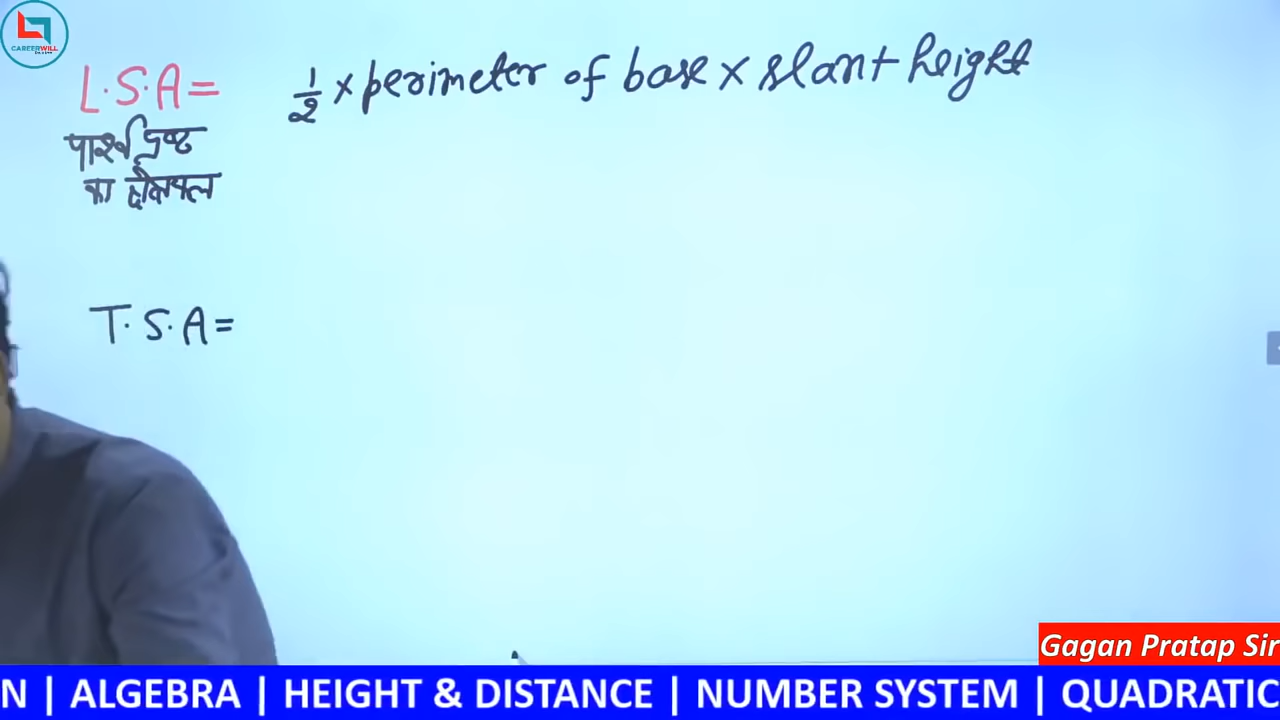 CAREERWILL
L.S.A = 1/2 × perimeter of base × slant height
पार्श्व पृष्ठ
का क्षेत्रफल
T.S.A =
Gagan Pratap Sir
N | ALGEBRA | HEIGHT & DISTANCE | NUMBER SYSTEM | QUADRATIC